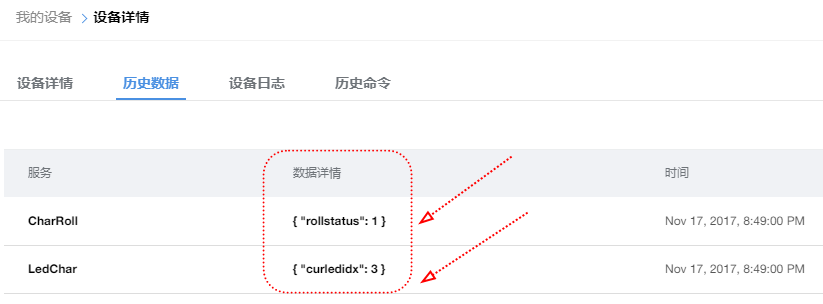 我的设备 > 设备详情
设备详情 历史数据 设备日志 历史命令
服务 数据详情 时间
CharRoll { "rollstatus": 1 } Nov 17, 2017, 8:49:00 PM
LedChar { "curledidx": 3 } Nov 17, 2017, 8:49:00 PM